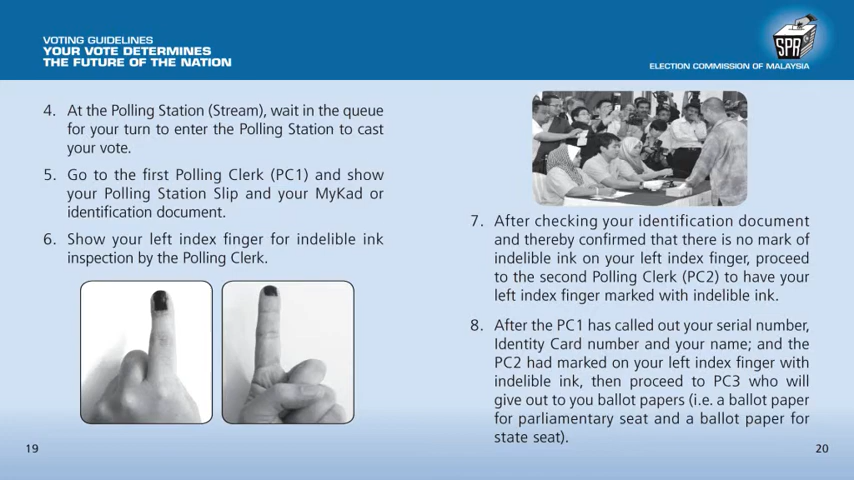 VOTING GUIDELINES
YOUR VOTE DETERMINES
THE FUTURE OF THE NATION
SPR
ELECTION COMMISSION OF MALAYSIA
4. At the Polling Station (Stream), wait in the queue
for your turn to enter the Polling Station to cast
your vote.
5. Go to the first Polling Clerk (PC1) and show
your Polling Station Slip and your MyKad or
identification document.
6. Show your left index finger for indelible ink
inspection by the Polling Clerk.
19
7. After checking your identification document
and thereby confirmed that there is no mark of
indelible ink on your left index finger, proceed
to the second Polling Clerk (PC2) to have your
left index finger marked with indelible ink.
8. After the PC1 has called out your serial number,
Identity Card number and your name; and the
PC2 had marked on your left index finger with
indelible ink, then proceed to PC3 who will
give out to you ballot papers (i.e. a ballot paper
for parliamentary seat and a ballot paper for
state seat).
20